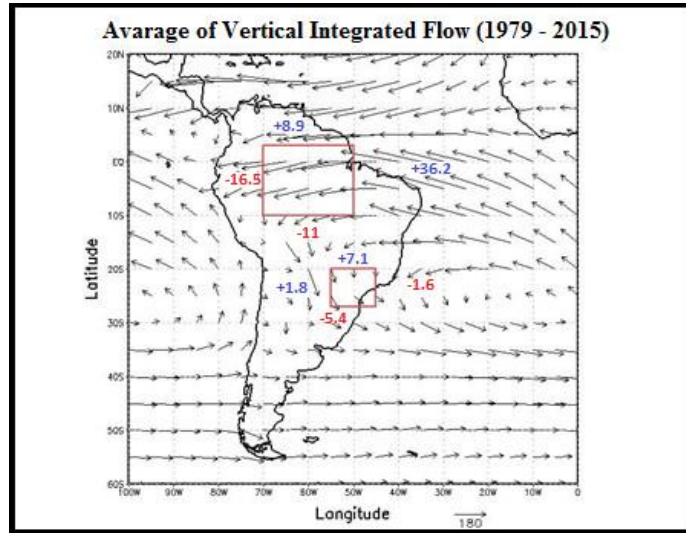 Avarage of Vertical Integrated Flow (1979 - 2015)
20N
10N
+8.9
EQ
+36.2
-16.5
10S
-11
+7.1
20S
+1.8
-1.6
-5.4
30S
40S
50S
60S
100W 90W 80W 70W 60W 50W 40W 30W 20W 10W 0
Latitude
Longitude
180